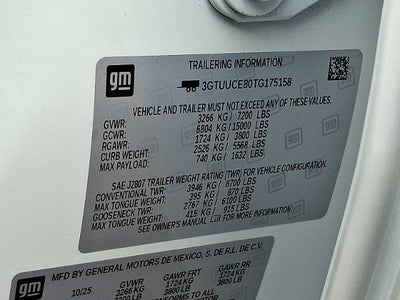 gm
TRAILERING INFORMATION
3GTUUCE80TG175158
VEHICLE AND TRAILER MUST NOT EXCEED ANY OF THESE:
GVWR: 3266 KG / 7200 LBS
GCWR: 6804 KG / 15000 LBS
RGAWR: 1724 KG / 3800 LBS
CURB WEIGHT: 2526 KG / 5568 LBS
MAX PAYLOAD: 740 KG / 1632 LBS
SAE J2807 TRAILER WEIGHT RATING (TWR) FOR VEHICLE CONFIGURATION.
CONVENTIONAL TWR: 3946 KG / 8700 LBS
MAX TONGUE WEIGHT: 395 KG / 870 LBS
GOOSENECK TWR: 2767 KG / 6100 LBS
MAX TONGUE WEIGHT: 415 KG / 915 LBS
SEE OWNER'S MANUAL FOR MORE INFORMATION
gm
MFD BY GENERAL MOTORS DE MEXICO, S. DE R.L. DE C.V.
10/25 GVWR GAWR FRT GAWR RR
3266 KG 1724 KG 1724 KG
7200 LBS 3800 LBS 3800 LBS